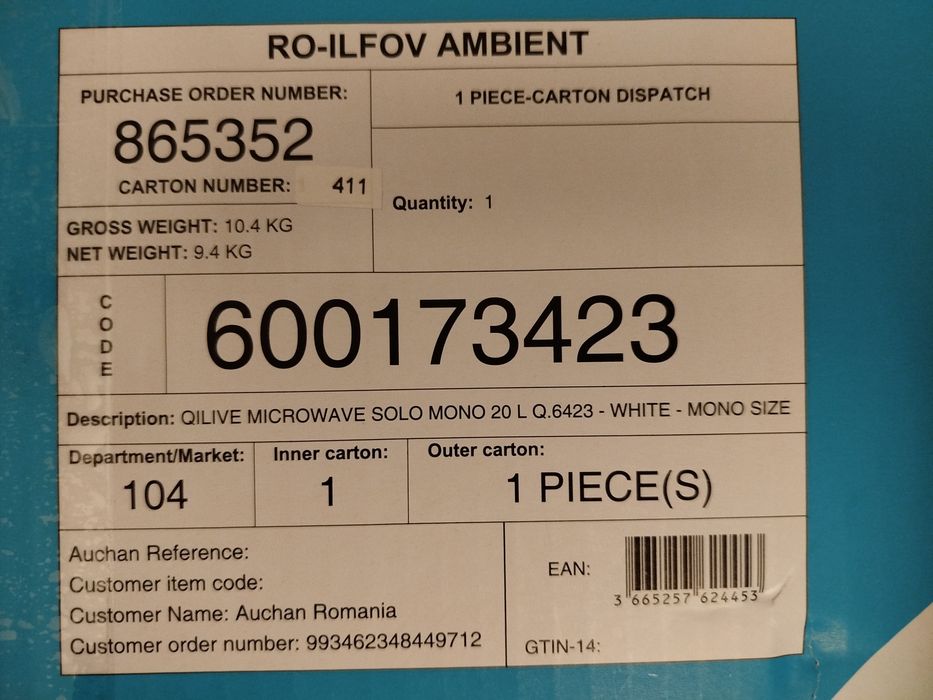 RO-ILFOV AMBIENT
PURCHASE ORDER NUMBER:
865352
CARTON NUMBER: 411
1 PIECE-CARTON DISPATCH
Quantity: 1
GROSS WEIGHT: 10.4 KG
NET WEIGHT: 9.4 KG
CODE
600173423
Description: QILIVE MICROWAVE SOLO MONO 20 L Q.6423 - WHITE - MONO SIZE
Department/Market:
104
Inner carton:
1
Outer carton:
1 PIECE(S)
Auchan Reference:
Customer item code:
Customer Name: Auchan Romania
Customer order number: 993462348449712
EAN:
3 665257 624453
GTIN-14: